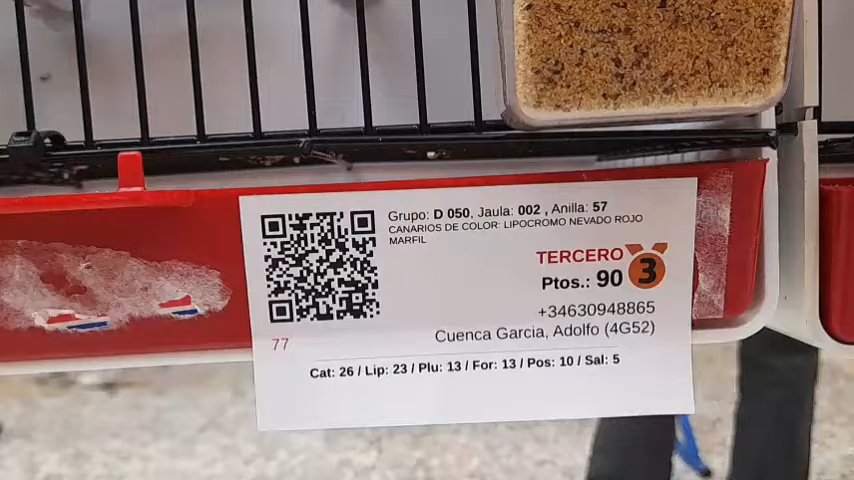 Grupo: D 050, Jaula: 002 , Anilla: 57
CANARIOS DE COLOR: LIPOCROMO NEVADO ROJO
MARFIL
TERCERO
3
Ptos.: 90
+34630948865
Cuenca Garcia, Adolfo (4G52)
77
Cat: 26 / Lip: 23 / Plu: 13 / For: 13 / Pos: 10 / Sal: 5